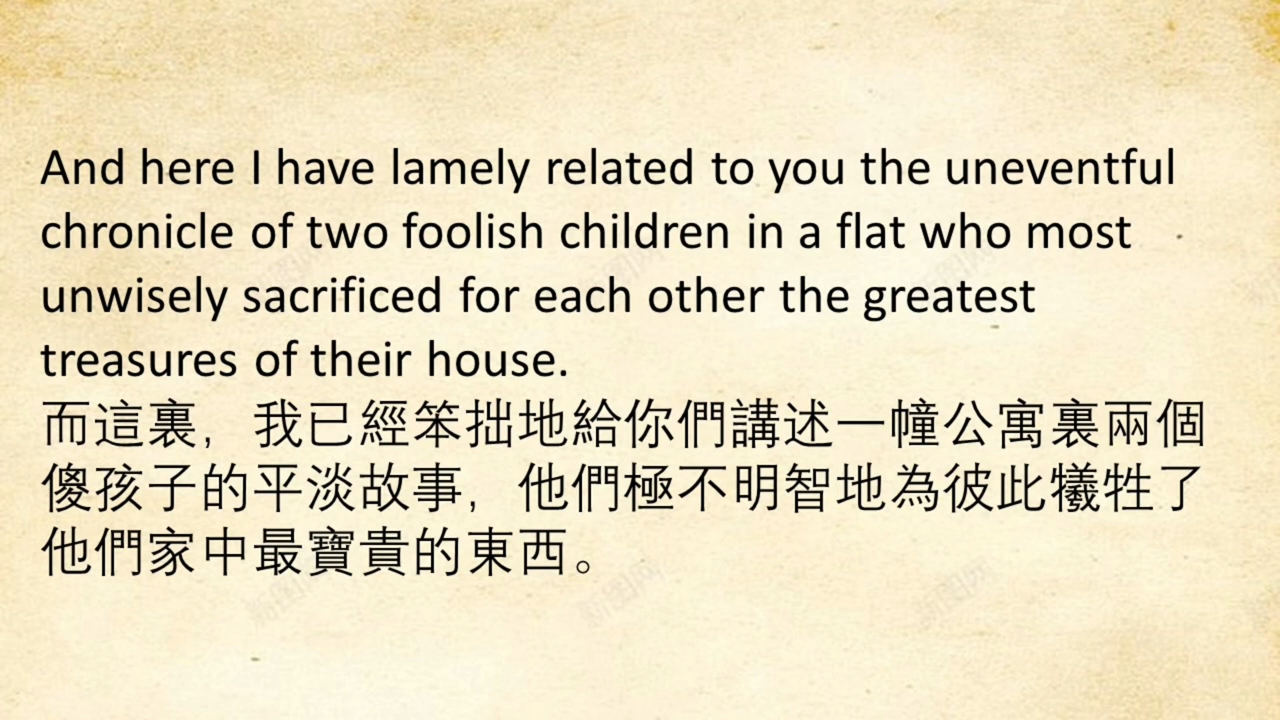 And here I have lamely related to you the uneventful
chronicle of two foolish children in a flat who most
unwisely sacrificed for each other the greatest
treasures of their house.
而這裏，我已經笨拙地給你們講述一幢公寓裏兩個
傻孩子的平淡故事，他們極不明智地為彼此犧牲了
他們家中最寶貴的東西。